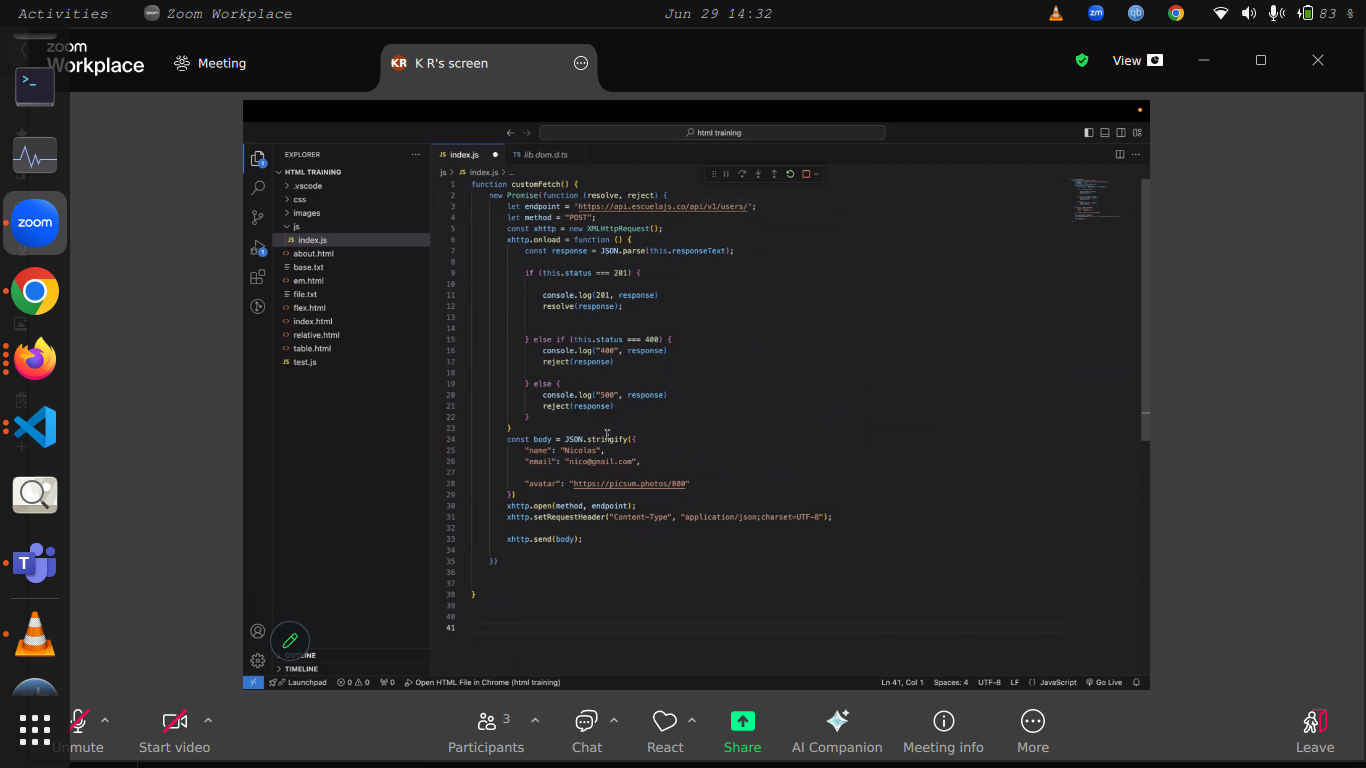 Activities
Zoom Workplace
Jun 29 14:32
zm
qb
83 %
zoom
Workplace
Meeting
KR K R's screen
View
html training
EXPLORER
HTML TRAINING
.vscode
css
images
js
JS index.js
about.html
base.txt
em.html
file.txt
flex.html
index.html
relative.html
table.html
JS test.js
OUTLINE
TIMELINE
JS index.js
TS lib.dom.d.ts
js > JS index.js > ...
1 function customFetch() {
2 new Promise(function (resolve, reject) {
3 let endpoint = 'https://api.escuelajs.co/api/v1/users/';
4 let method = "POST";
5 const xhttp = new XMLHttpRequest();
6 xhttp.onload = function () {
7 const response = JSON.parse(this.responseText);
8
9 if (this.status === 201) {
10
11 console.log(201, response)
12 resolve(response);
13
14
15 } else if (this.status === 400) {
16 console.log("400", response)
17 reject(response)
18
19 } else {
20 console.log("500", response)
21 reject(response)
22 }
23 }
24 const body = JSON.stringify({
25 "name": "Nicolas",
26 "email": "nico@gmail.com",
27
28 "avatar": "https://picsum.photos/800"
29 })
30 xhttp.open(method, endpoint);
31 xhttp.setRequestHeader("Content-Type", "application/json;charset=UTF-8");
32
33 xhttp.send(body);
34
35 })
36
37
38 }
39
40
41
Launchpad
0 0
0
Open HTML File in Chrome (html training)
Ln 41, Col 1
Spaces: 4
UTF-8
LF
{} JavaScript
Go Live
Start video
Participants
3
Chat
React
Share
AI Companion
Meeting info
More
Leave